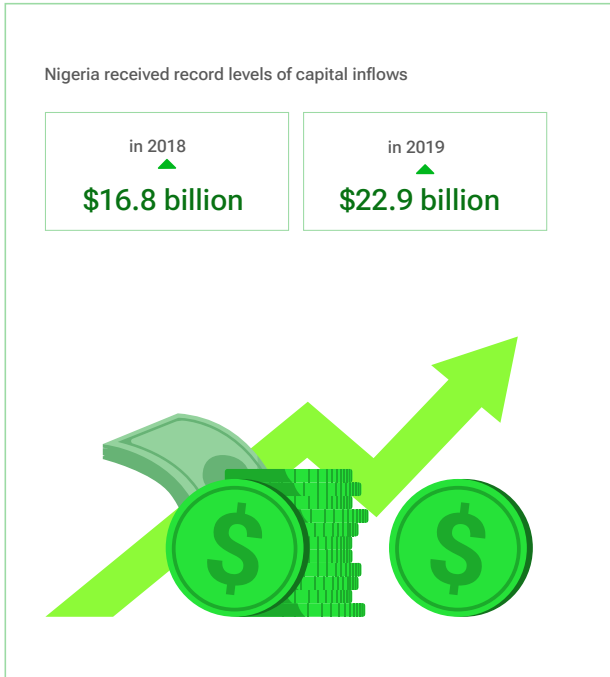 Nigeria received record levels of capital inflows
in 2018
$16.8 billion
in 2019
$22.9 billion
$
$